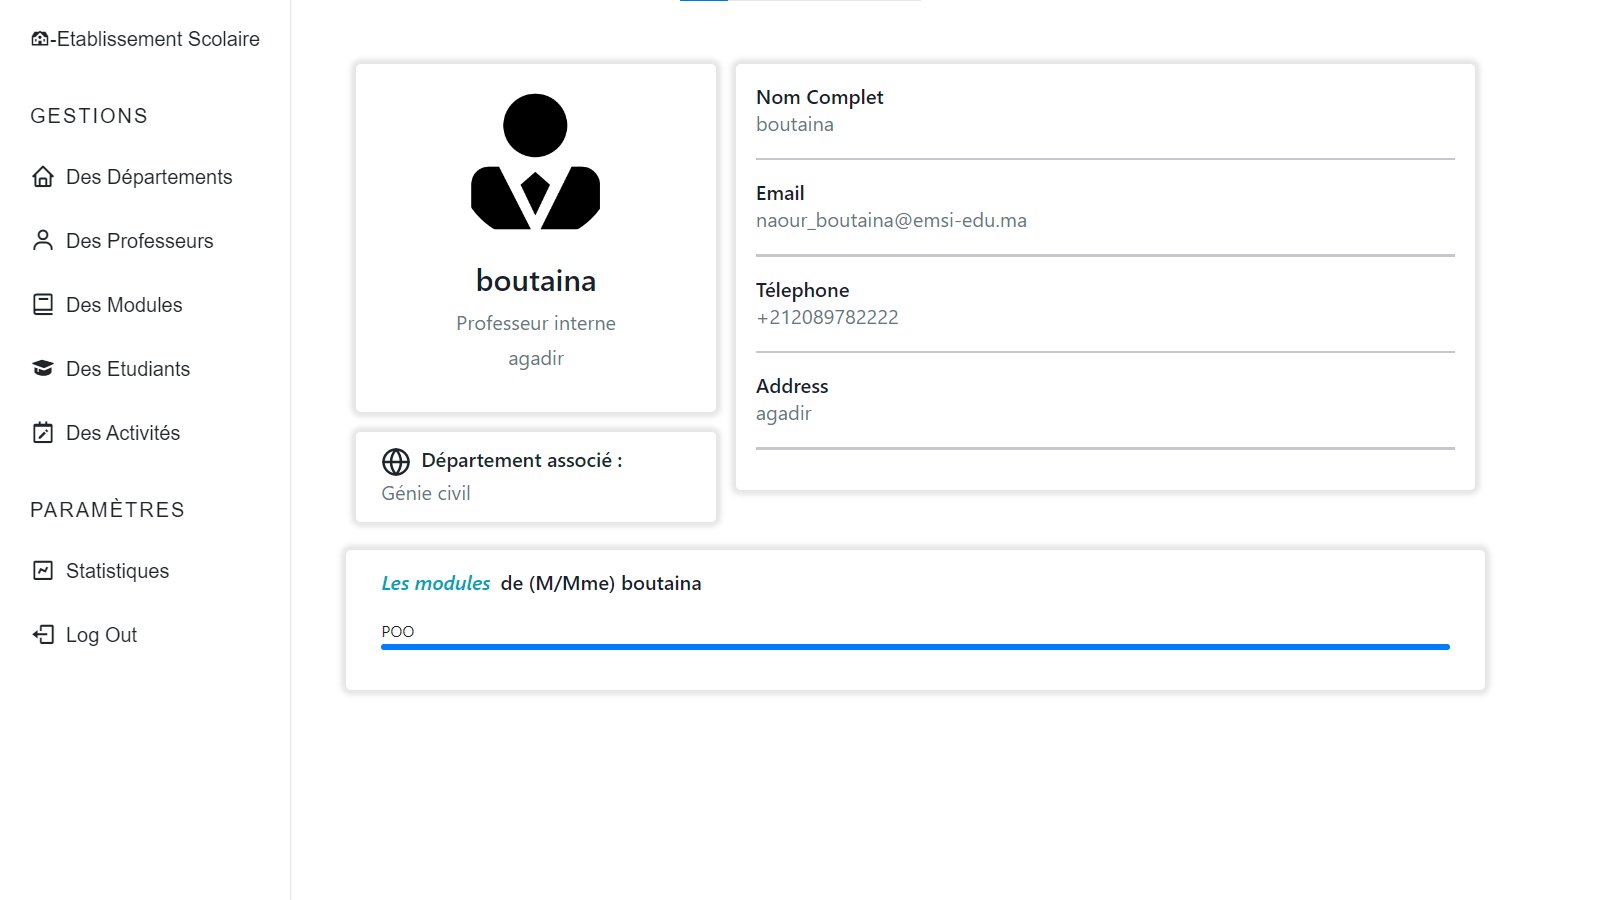 -Etablissement Scolaire
GESTIONS
Des Départements
Des Professeurs
Des Modules
Des Etudiants
Des Activités
PARAMÈTRES
Statistiques
Log Out
boutaina
Professeur interne
agadir
Département associé :
Génie civil
Nom Complet
boutaina
Email
naour_boutaina@emsi-edu.ma
Télephone
+212089782222
Address
agadir
Les modules de (M/Mme) boutaina
POO